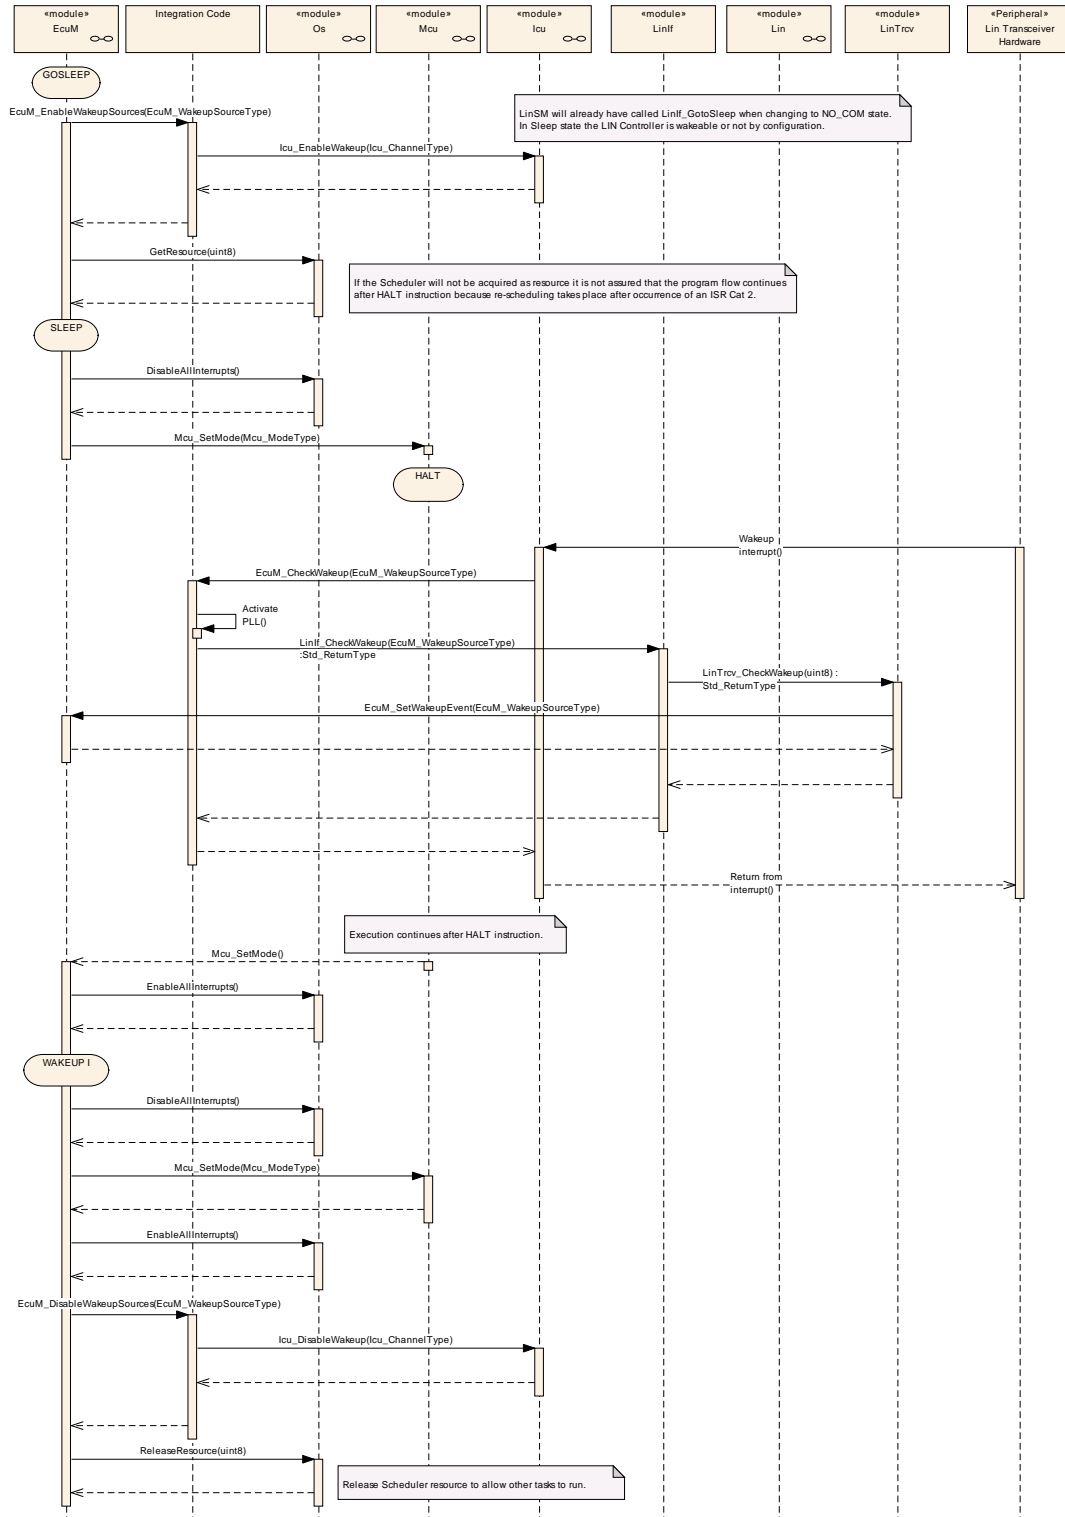 «module»
EcuM
Integration Code
«module»
Os
«module»
Mcu
«module»
Icu
«module»
LinIf
«module»
Lin
«module»
LinTrcv
«Peripheral»
Lin Transceiver
Hardware
GOSLEEP
EcuM_EnableWakeupSources(EcuM_WakeupSourceType)
LinSM will already have called LinIf_GotoSleep when changing to NO_COM state.
In Sleep state the LIN Controller is wakeable or not by configuration.
Icu_EnableWakeup(Icu_ChannelType)
GetResource(uint8)
If the Scheduler will not be acquired as resource it is not assured that the program flow continues
after HALT instruction because re-scheduling takes place after occurrence of an ISR Cat 2.
SLEEP
DisableAllInterrupts()
Mcu_SetMode(Mcu_ModeType)
HALT
Wakeup
interrupt()
EcuM_CheckWakeup(EcuM_WakeupSourceType)
Activate
PLL()
LinIf_CheckWakeup(EcuM_WakeupSourceType)
:Std_ReturnType
LinTrcv_CheckWakeup(uint8) :
Std_ReturnType
EcuM_SetWakeupEvent(EcuM_WakeupSourceType)
Return from
interrupt()
Execution continues after HALT instruction.
Mcu_SetMode()
EnableAllInterrupts()
WAKEUP I
DisableAllInterrupts()
Mcu_SetMode(Mcu_ModeType)
EnableAllInterrupts()
EcuM_DisableWakeupSources(EcuM_WakeupSourceType)
Icu_DisableWakeup(Icu_ChannelType)
ReleaseResource(uint8)
Release Scheduler resource to allow other tasks to run.